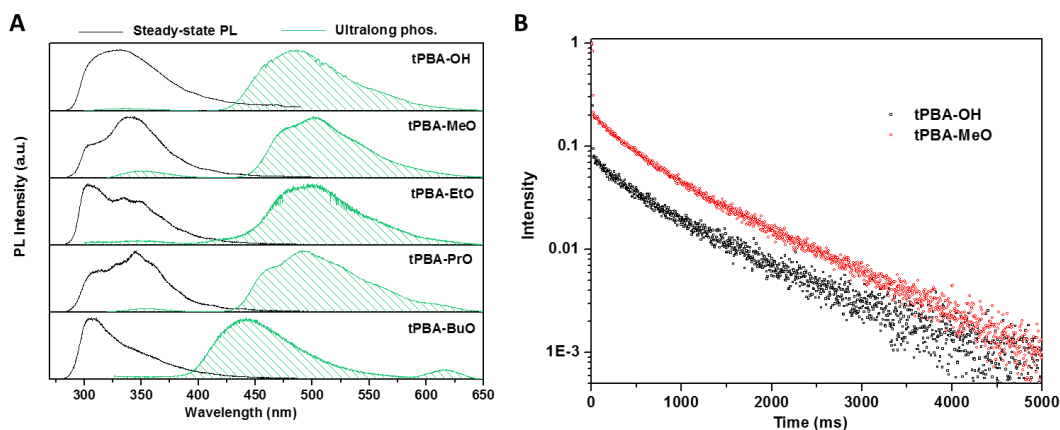 A
Steady-state PL
Ultralong phos.
tPBA-OH
tPBA-MeO
tPBA-EtO
tPBA-PrO
tPBA-BuO
PL Intensity (a.u.)
300 350 400 450 500 550 600 650
Wavelength (nm)
B
1
0.1
0.01
1E-3
tPBA-OH
tPBA-MeO
Intensity
0 1000 2000 3000 4000 5000
Time (ms)